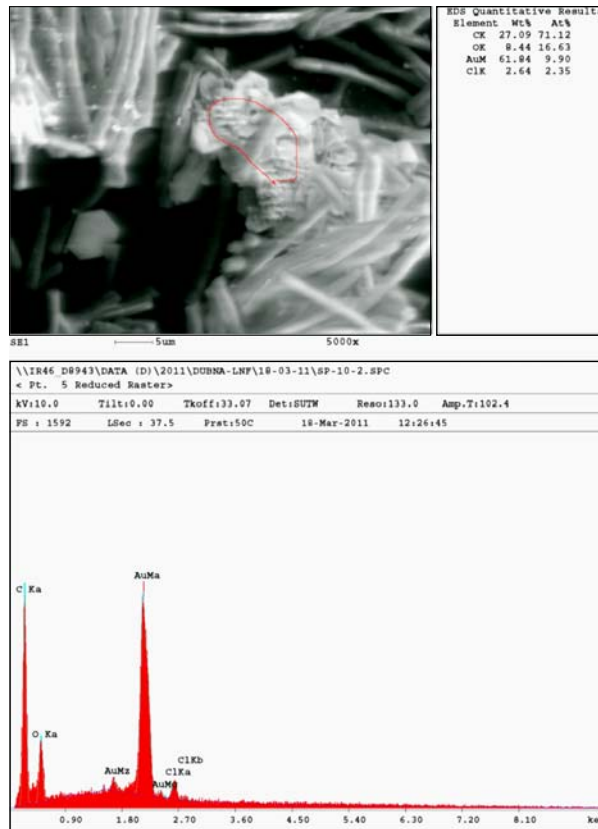 EDS Quantitative Results
Element Wt% At%
CK 27.09 71.12
OK 8.44 16.63
AuM 61.84 9.90
ClK 2.64 2.35
SE1 5um 5000x
\\IR46_D8943\DATA (D)\2011\DUBNA-LNF\18-03-11\SP-10-2.SPC
< Pt. 5 Reduced Raster>
kV:10.0 Tilt:0.00 Tkoff:33.07 Det:SUTW Reso:133.0 Amp.T:102.4
FS : 1592 LSec : 37.5 Prst:50C 18-Mar-2011 12:26:45
AuMa
C Ka
O Ka
ClKb
AuMz ClKa
0.90 1.80 2.70 3.60 4.50 5.40 6.30 7.20 8.10 ke